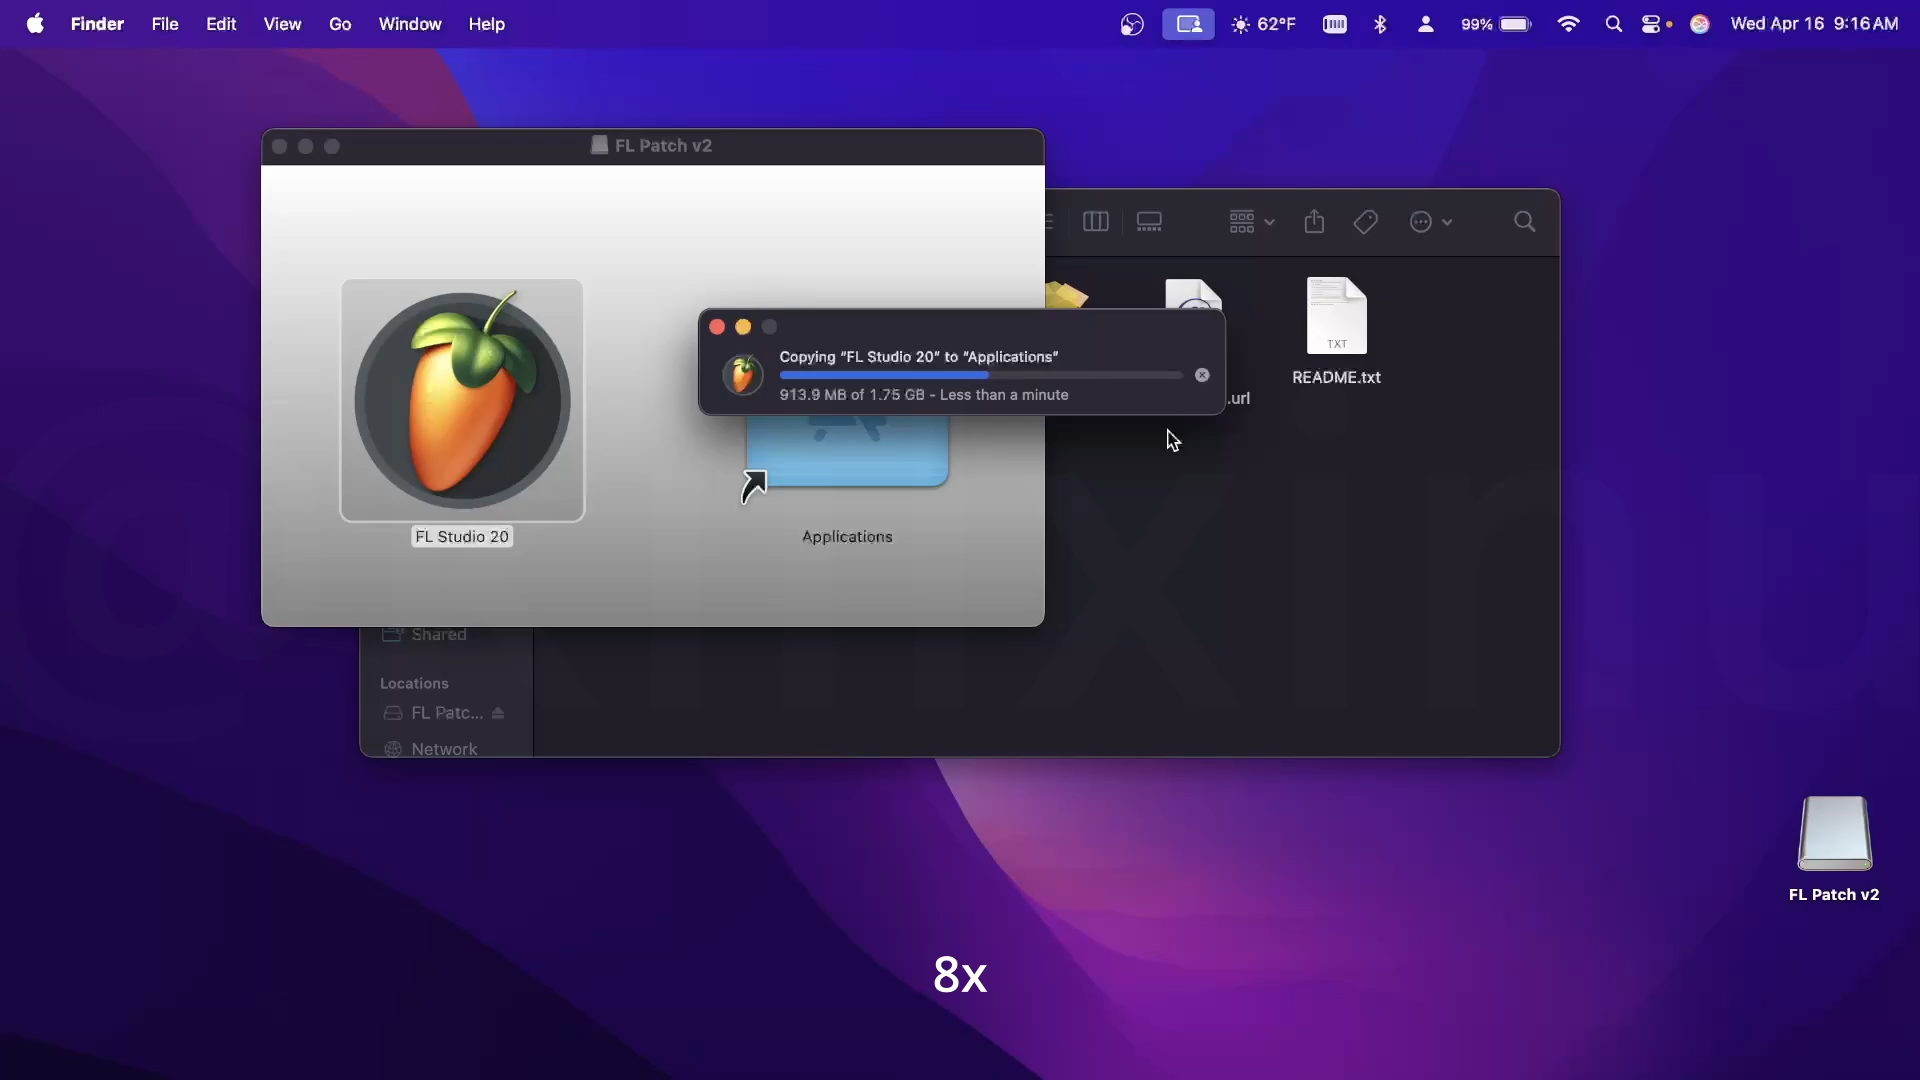 Finder File Edit View Go Window Help 62°F 99% Wed Apr 16 9:16 AM
FL Patch v2
Copying “FL Studio 20” to “Applications”
913.9 MB of 1.75 GB - Less than a minute
.url
TXT
README.txt
FL Studio 20
Applications
Shared
Locations
FL Patc...
Network
FL Patch v2
8x